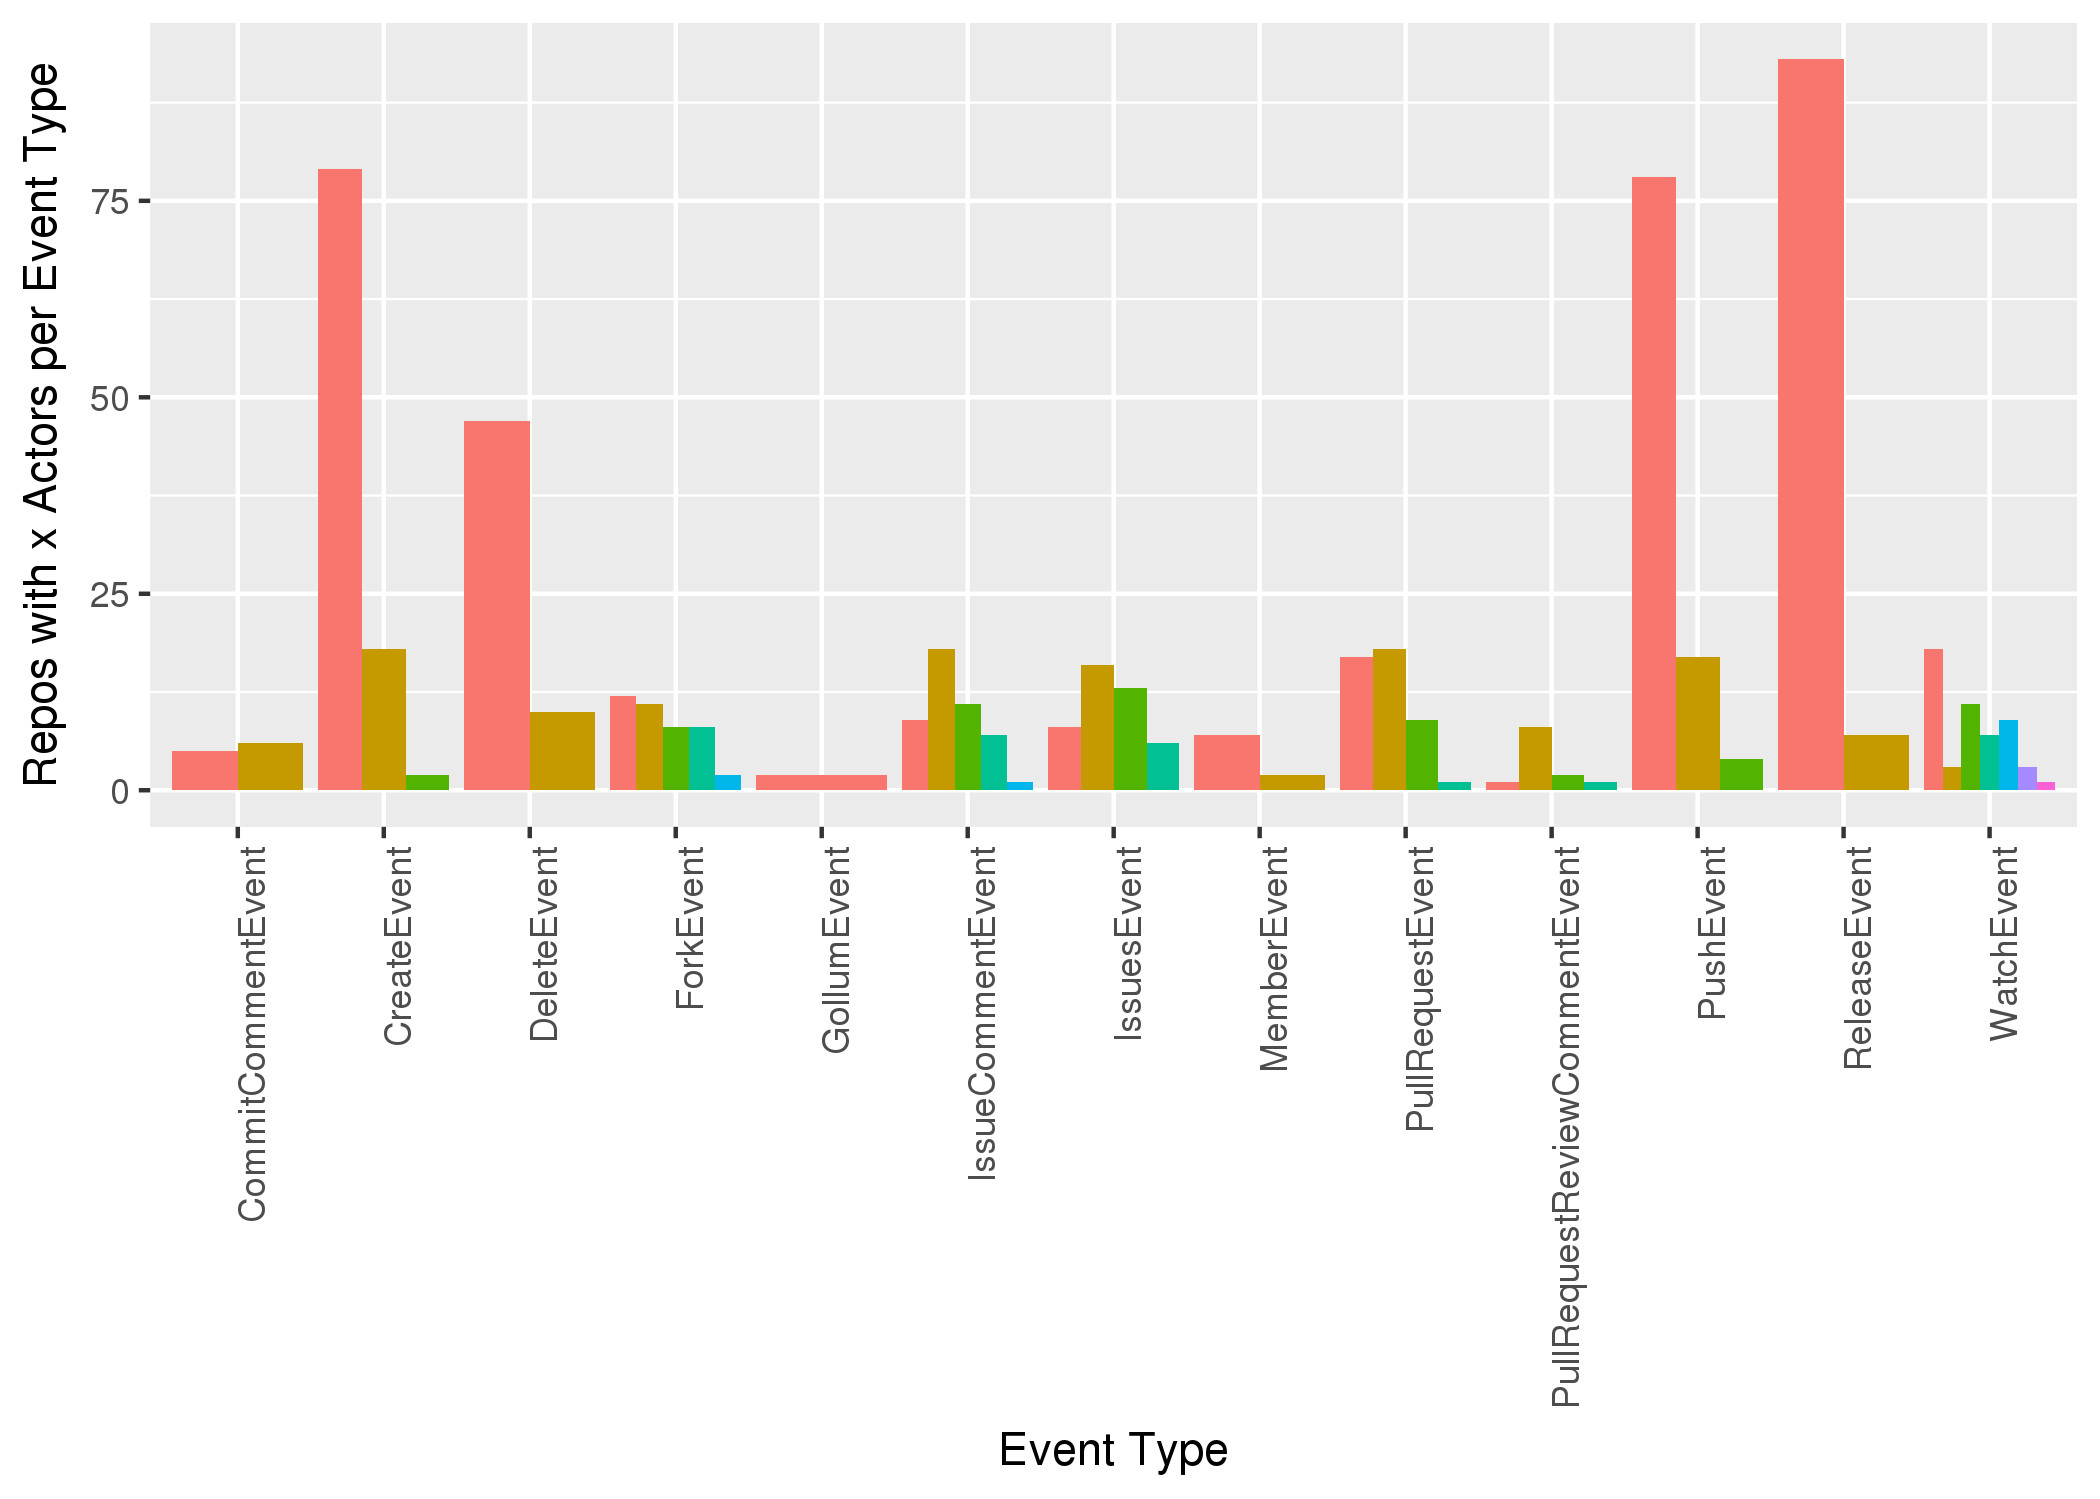 Repos with x Actors per Event Type
75
50
25
0
CommitCommentEvent
CreateEvent
DeleteEvent
ForkEvent
GollumEvent
IssueCommentEvent
IssuesEvent
MemberEvent
PullRequestEvent
PullRequestReviewCommentEvent
PushEvent
ReleaseEvent
WatchEvent
Event Type